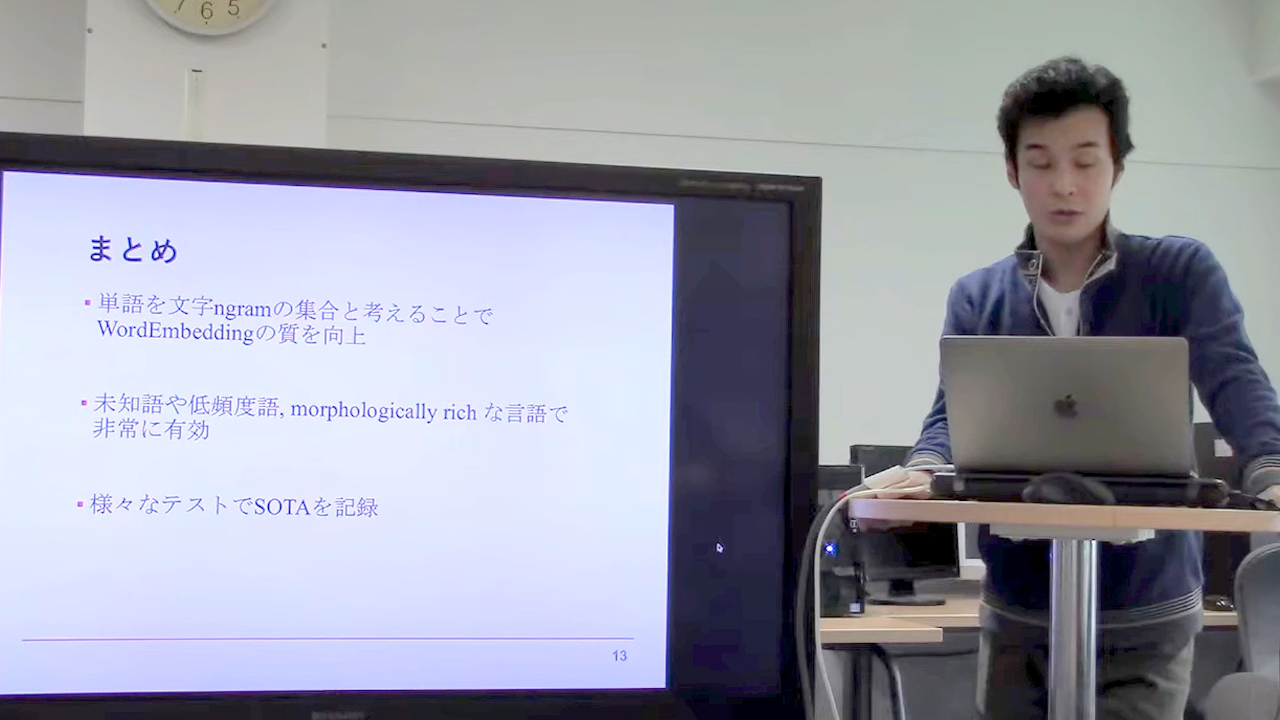 7 6 5
まとめ
単語を文字ngramの集合と考えることで
WordEmbeddingの質を向上
未知語や低頻度語, morphologically rich な言語で
非常に有効
様々なテストでSOTAを記録
13